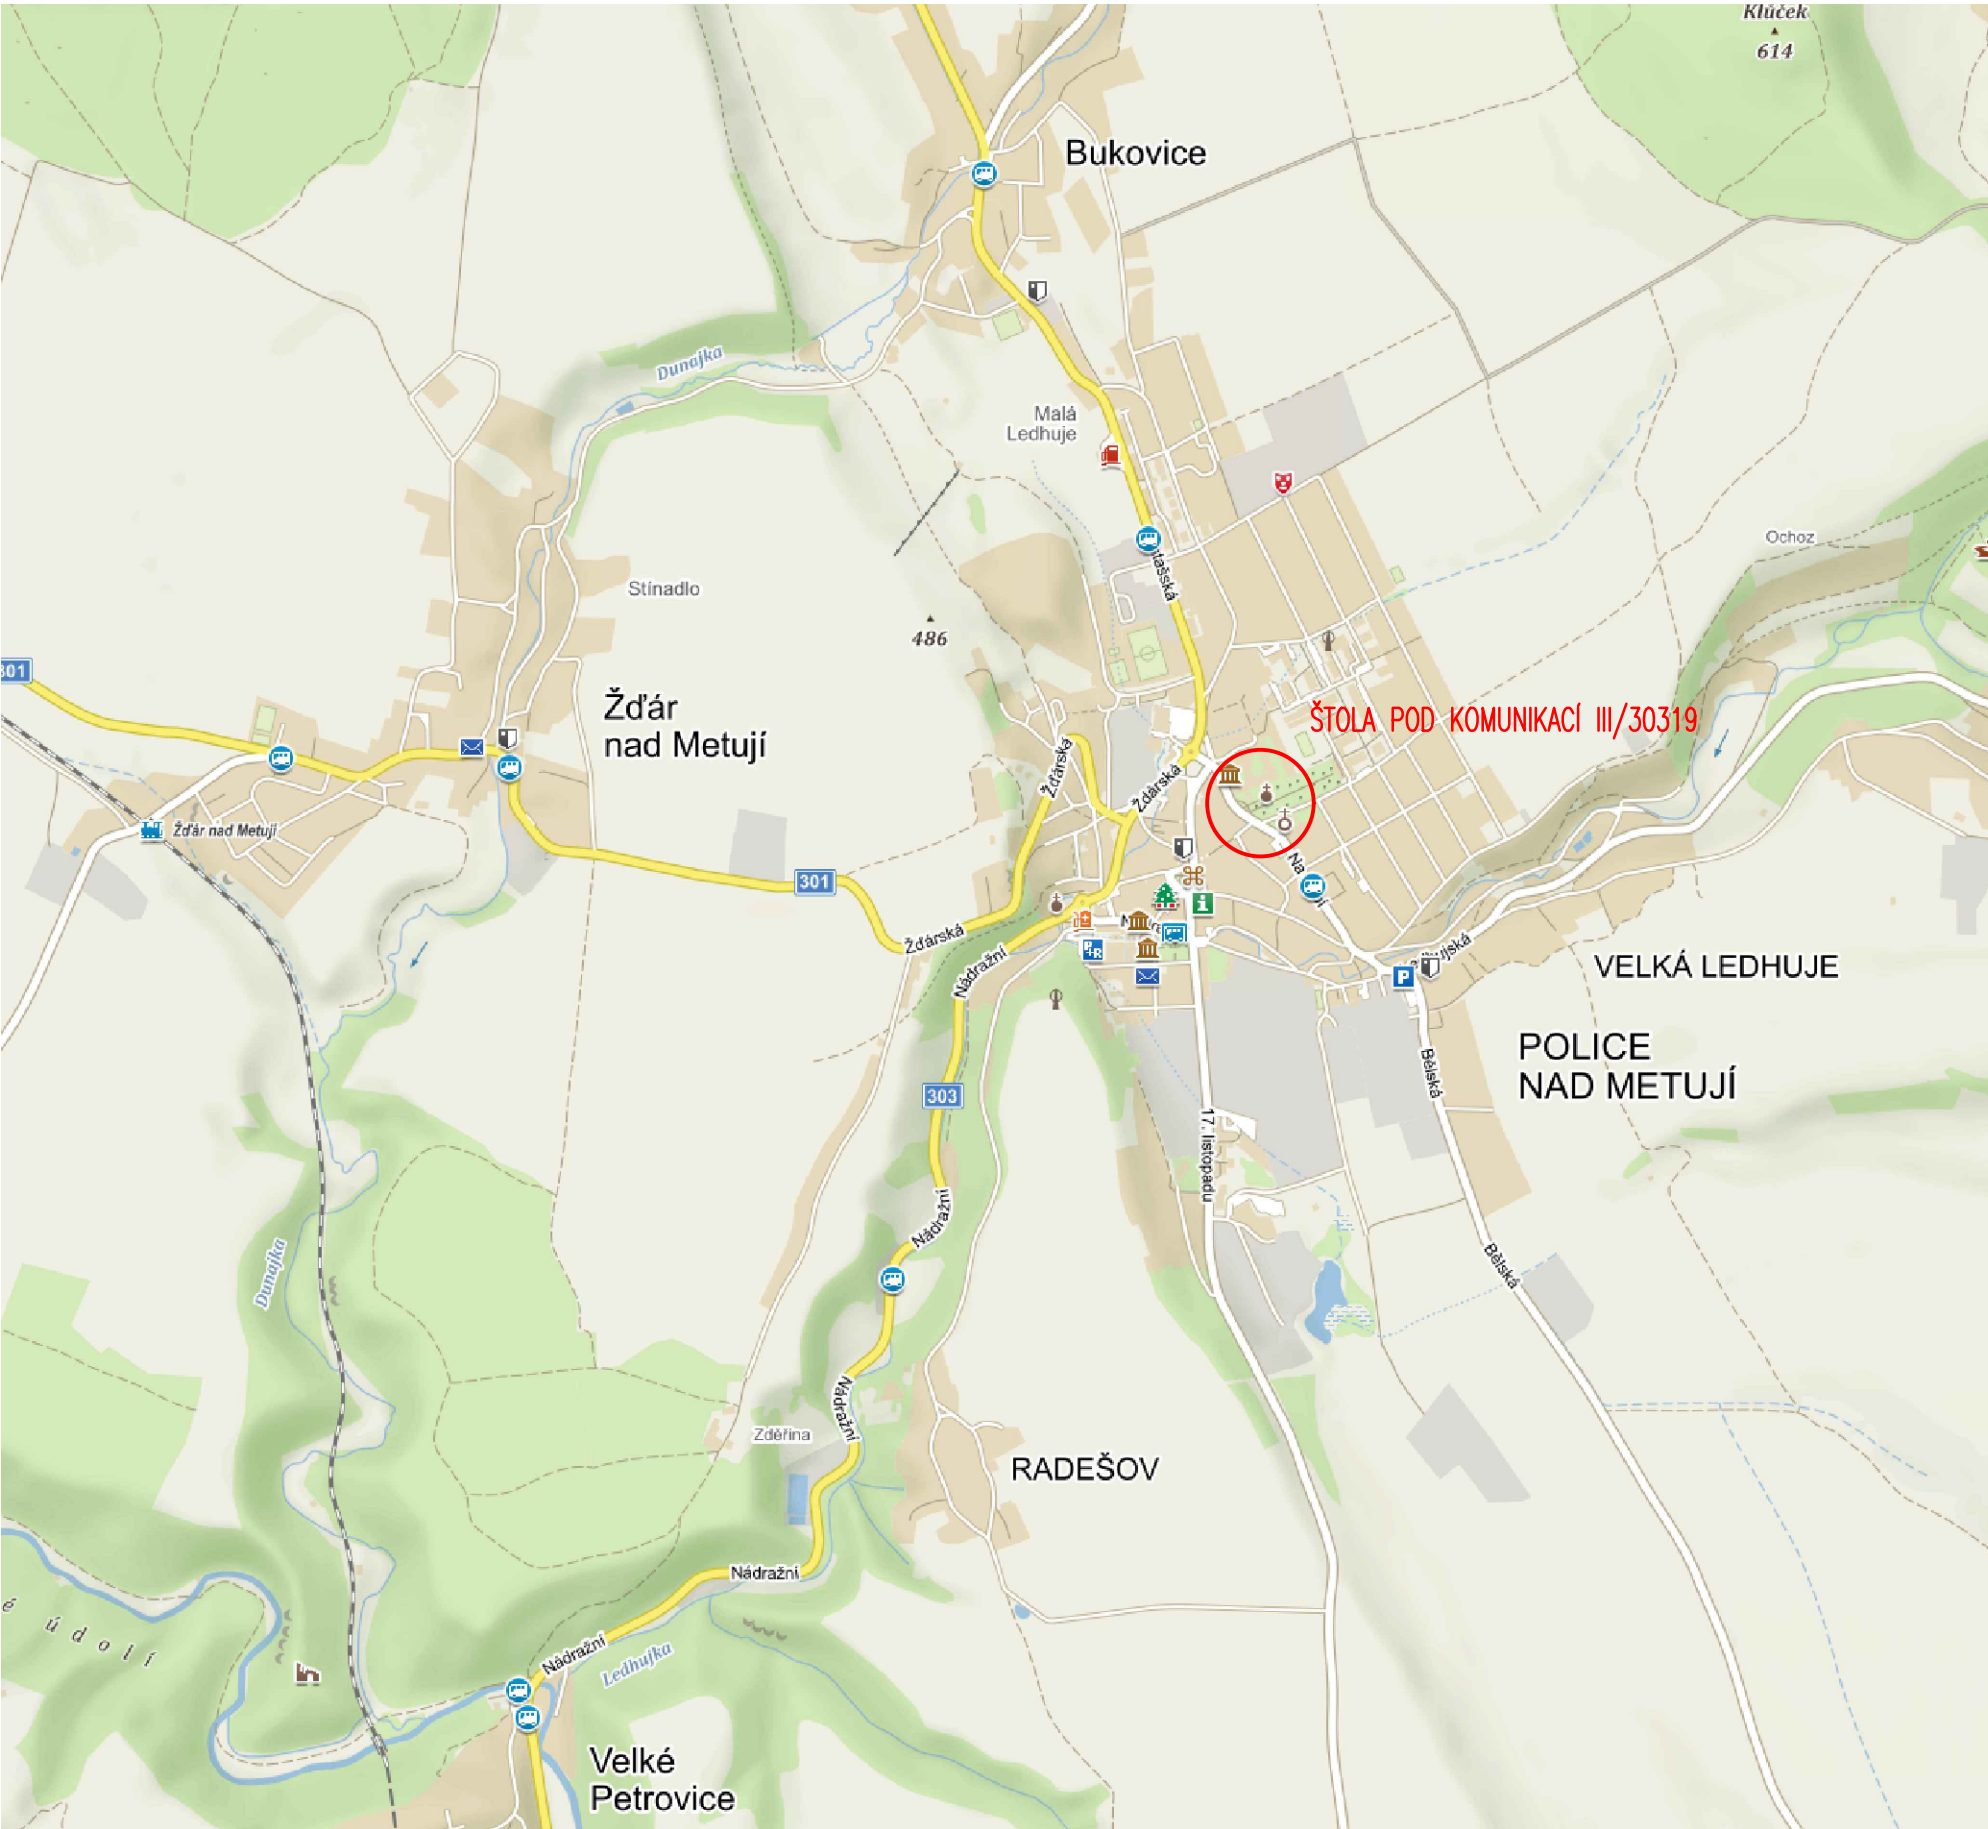 Klůček
614
Bukovice
Dunajka
Malá
Ledhuje
Ochoz
Stínadlo
486
301
Žďár
nad Metují
ŠTOLA POD KOMUNIKACÍ III/30319
Žďárská
Žďárská
Žďár nad Metují
301
Na
Žďárská
Nádražní
VELKÁ LEDHUJE
P+R
P
POLICE
NAD METUJÍ
Bělská
303
17. listopadu
Nádražní
Dunajka
Bělská
Nádražní
Zděřina
RADEŠOV
Nádražní
é údolí
Nádražní
Ledhujka
Velké
Petrovice